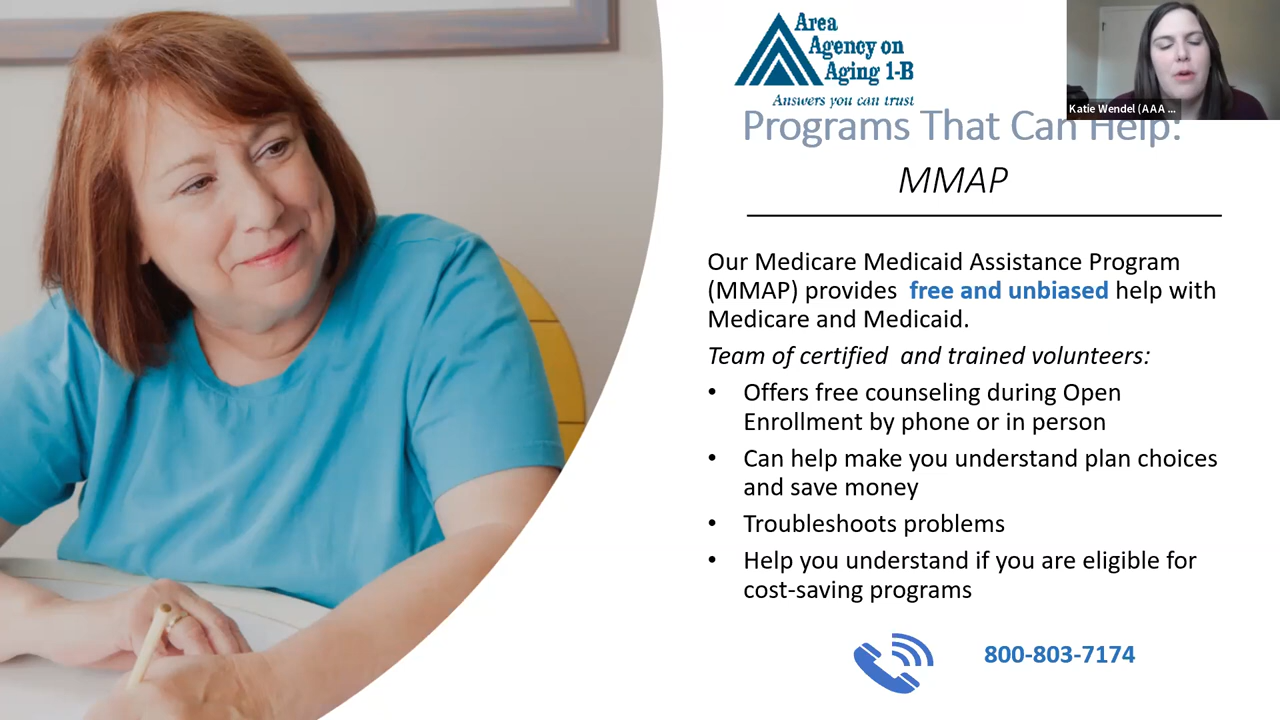 Area
Agency on
Aging 1-B
Answers you can trust
Katie Wendel (AAA ...
Programs That Can Help:
MMAP
Our Medicare Medicaid Assistance Program
(MMAP) provides free and unbiased help with
Medicare and Medicaid.
Team of certified and trained volunteers:
• Offers free counseling during Open
Enrollment by phone or in person
• Can help make you understand plan choices
and save money
• Troubleshoots problems
• Help you understand if you are eligible for
cost-saving programs
800-803-7174